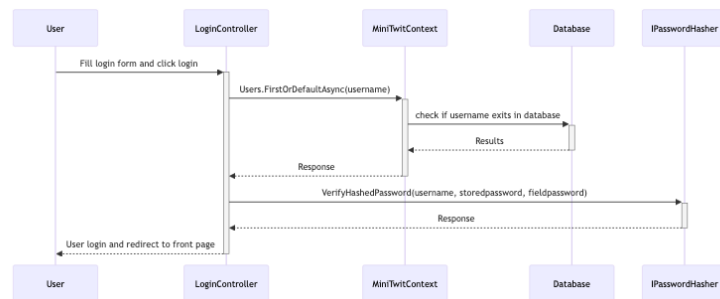 User LoginController MiniTwitContext Database IPasswordHasher
Fill login form and click login
Users.FirstOrDefaultAsync(username)
check if username exits in database
Results
Response
VerifyHashedPassword(username, storedpassword, fieldpassword)
Response
User login and redirect to front page
User LoginController MiniTwitContext Database IPasswordHasher